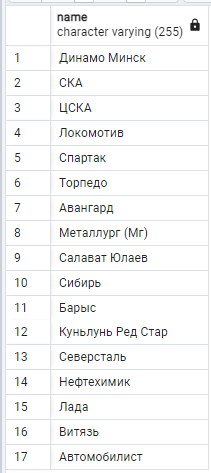 name
character varying (255)
1 Динамо Минск
2 СКА
3 ЦСКА
4 Локомотив
5 Спартак
6 Торпедо
7 Авангард
8 Металлург (Мг)
9 Салават Юлаев
10 Сибирь
11 Барыс
12 Куньлунь Ред Стар
13 Северсталь
14 Нефтехимик
15 Лада
16 Витязь
17 Автомобилист